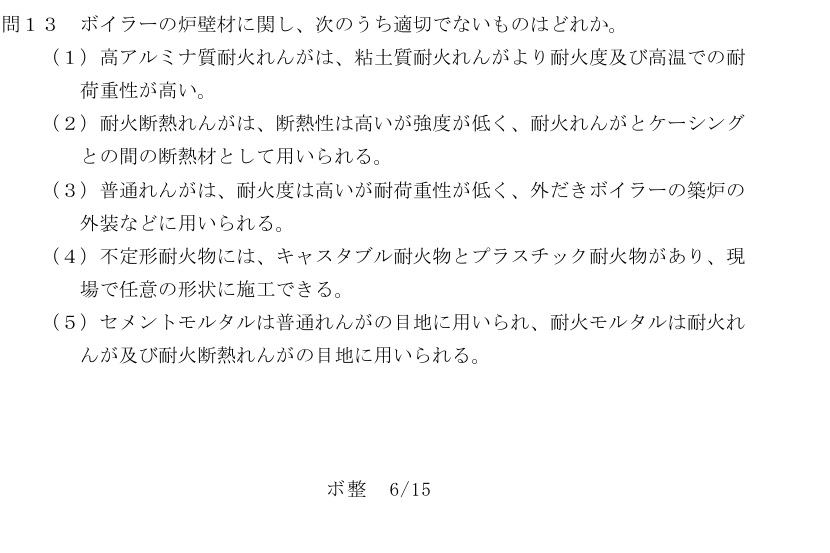 問１３　ボイラーの炉壁材に関し、次のうち適切でないものはどれか。
（１）高アルミナ質耐火れんがは、粘土質耐火れんがより耐火度及び高温での耐
荷重性が高い。
（２）耐火断熱れんがは、断熱性は高いが強度が低く、耐火れんがとケーシング
との間の断熱材として用いられる。
（３）普通れんがは、耐火度は高いが耐荷重性が低く、外だきボイラーの築炉の
外装などに用いられる。
（４）不定形耐火物には、キャスタブル耐火物とプラスチック耐火物があり、現
場で任意の形状に施工できる。
（５）セメントモルタルは普通れんがの目地に用いられ、耐火モルタルは耐火れ
んが及び耐火断熱れんがの目地に用いられる。
ボ整　6/15